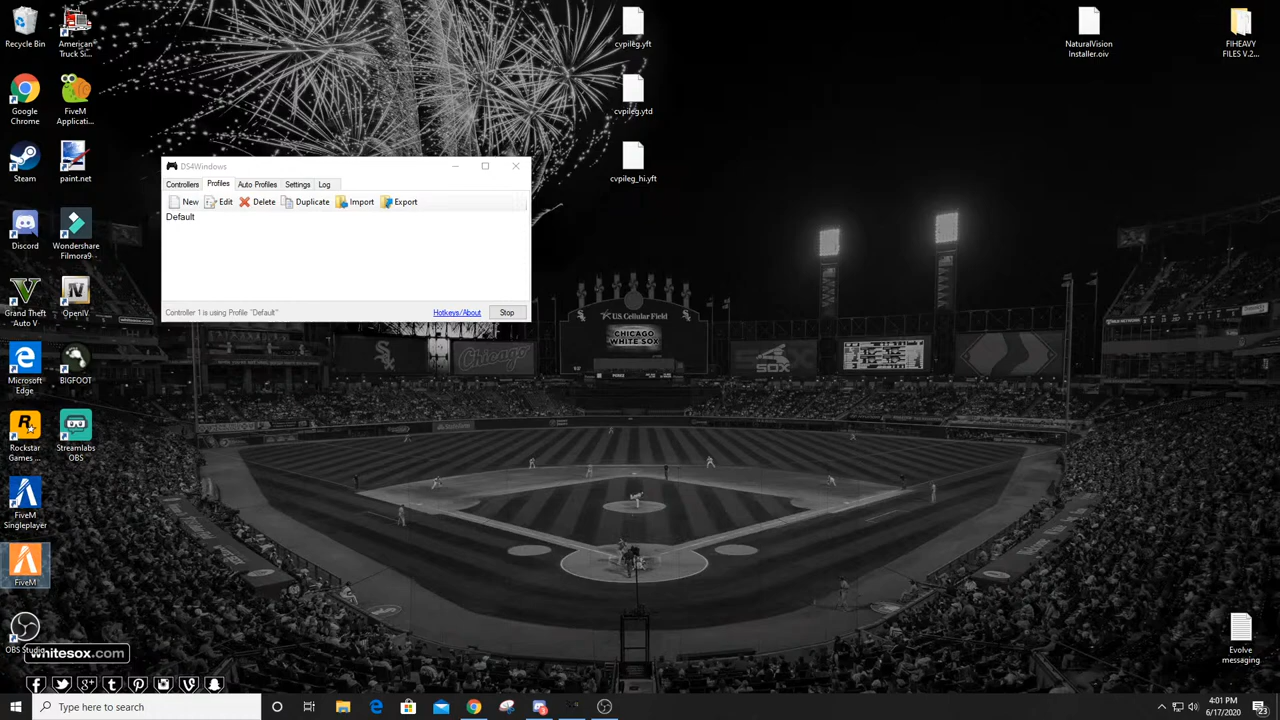 Recycle Bin
American
Truck Si...
Google
Chrome
FiveM
Applicati...
Steam
paint.net
Discord
Wondershare
Filmora9
Grand Theft
Auto V
OpenIV
Microsoft
Edge
BIGFOOT
Rockstar
Games ...
Streamlabs
OBS
FiveM
Singleplayer
FiveM
OBS Studio
whitesox.com
cvpileg.yft
cvpileg.ytd
cvpileg_hi.yft
NaturalVision
Installer.oiv
FIHEAVY
FILES V.2...
Evolve
messaging
DS4Windows
Controllers Profiles Auto Profiles Settings Log
New Edit Delete Duplicate Import Export
Default
Controller 1 is using Profile "Default"
Hotkeys/About
Stop
U.S. Cellular Field
CHICAGO
WHITE SOX
Chicago
SOX
Type here to search
4:01 PM
6/17/2020
23